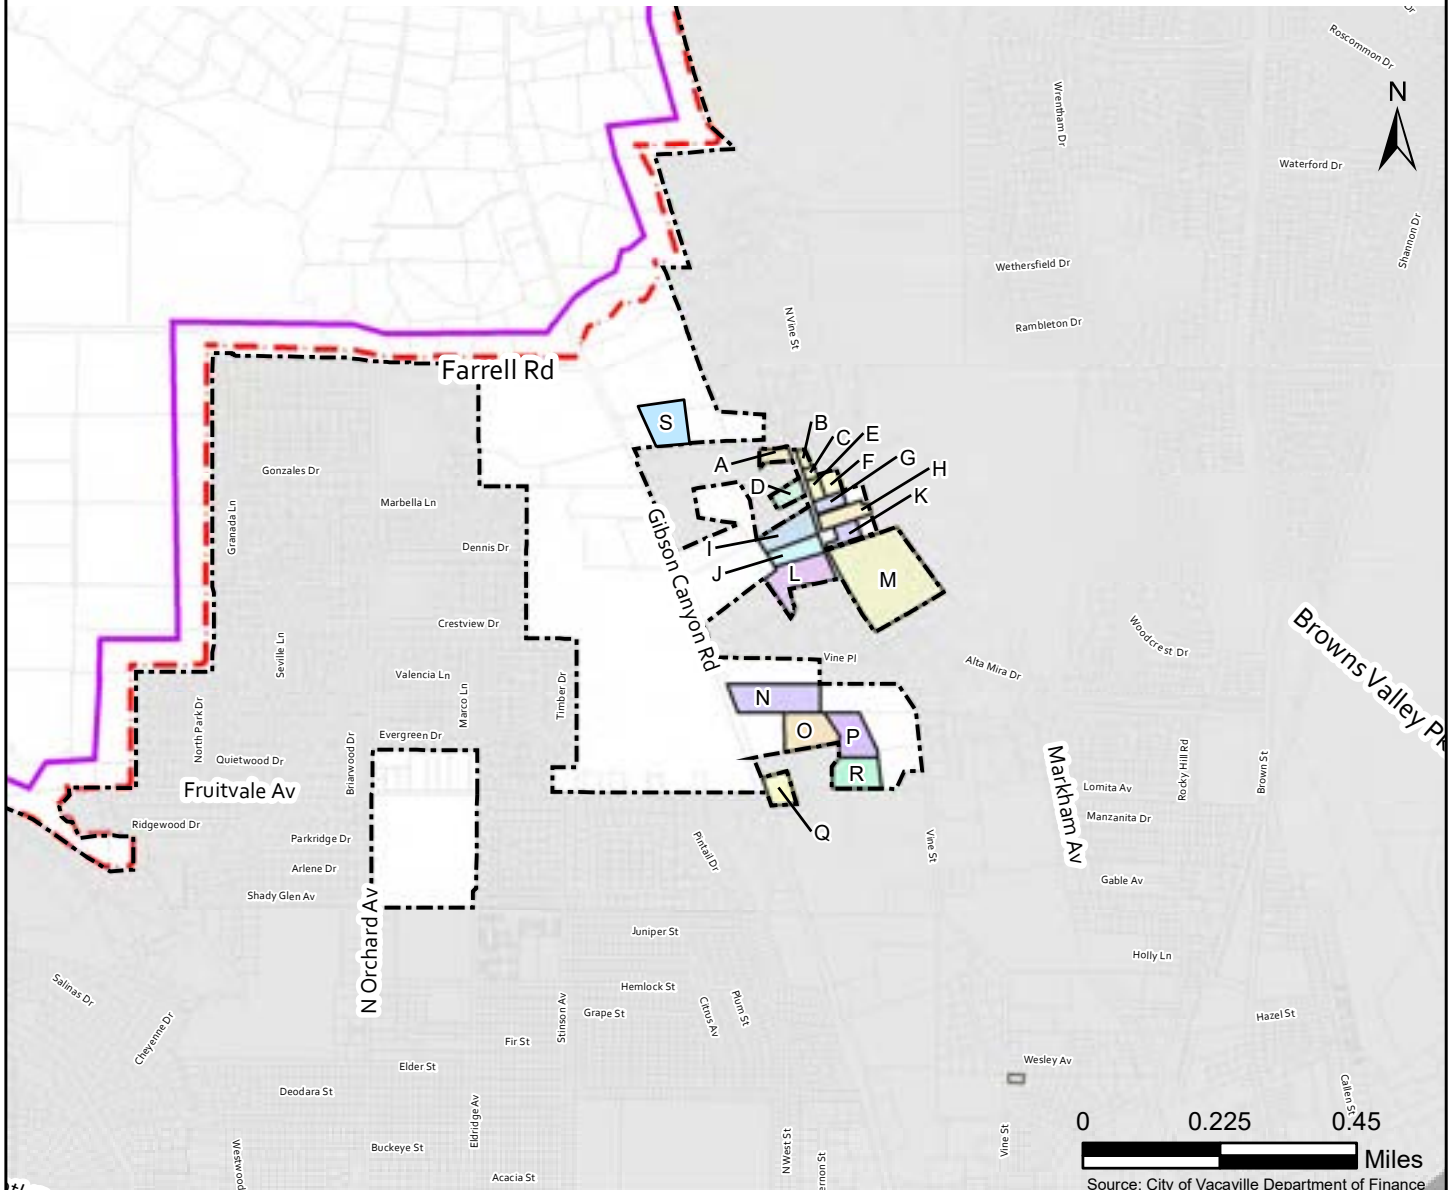 Dr
Roscommon Dr
N
Wrentham Dr
Waterford Dr
Shannon Dr
Wethersfield Dr
N Vine St
Rambleton Dr
Farrell Rd
S
B
C
E
A
F
G
H
D
K
Gonzales Dr
Marbella Ln
Granada Ln
Dennis Dr
Gibson Canyon Rd
I
J
L
M
Crestview Dr
Woodcrest Dr
Browns Valley Pk
Seville Ln
Valencia Ln
Marco Ln
Timber Dr
Vine Pl
Alta Mira Dr
N
O
P
R
Q
North Park Dr
Evergreen Dr
Quietwood Dr
Briarwood Dr
Fruitvale Av
Ridgewood Dr
Parkridge Dr
Arlene Dr
Shady Glen Av
N Orchard Av
Pintail Dr
Vine St
Markham Av
Lomita Av
Manzanita Dr
Rocky Hill Rd
Brown St
Gable Av
Juniper St
Holly Ln
Salinas Dr
Cheyenne Dr
Hemlock St
Stinson Av
Grape St
Citrus Av
Plum St
Fir St
Hazel St
Elder St
Wesley Av
Deodara St
Eldridge Av
Callen St
Buckeye St
Westwood
N West St
Vine St
Acacia St
0 0.225 0.45
Miles
Source: City of Vacaville Department of Finance